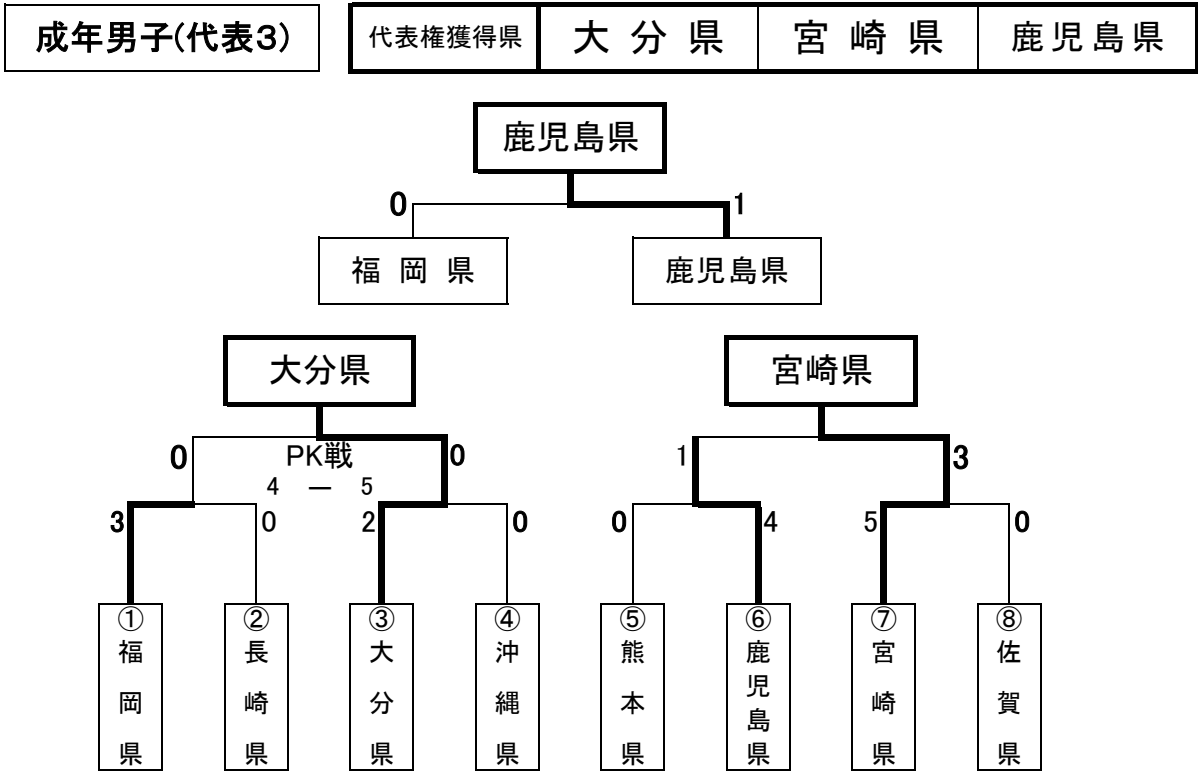 成年男子(代表3)
代表権獲得県 大分県 宮崎県 鹿児島県
鹿児島県
0 1
福岡県 鹿児島県
大分県 宮崎県
0 PK戦 0 1 3
4 ー 5
3 0 2 0 0 4 5 0
①福岡県
②長崎県
③大分県
④沖縄県
⑤熊本県
⑥鹿児島県
⑦宮崎県
⑧佐賀県